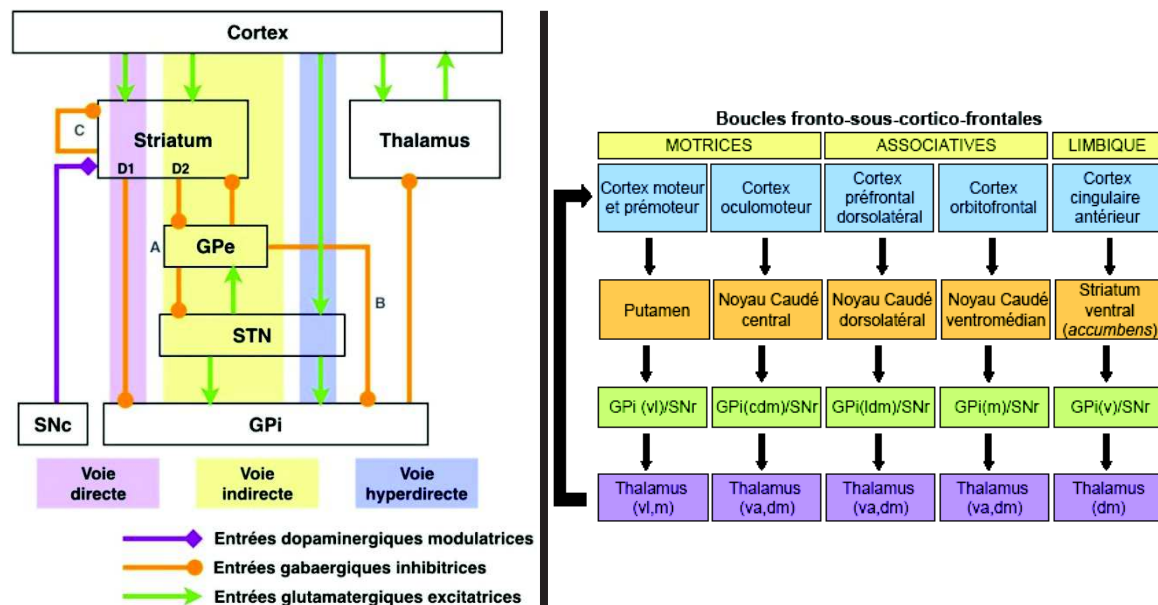 Cortex
C
Striatum
D1 D2
Thalamus
A
GPe
B
STN
SNc
GPi
Voie
directe
Voie
indirecte
Voie
hyperdirecte
Entrées dopaminergiques modulatrices
Entrées gabaergiques inhibitrices
Entrées glutamatergiques excitatrices
Boucles fronto-sous-cortico-frontales
MOTRICES
ASSOCIATIVES
LIMBIQUE
Cortex moteur
et prémoteur
Cortex
oculomoteur
Cortex
préfrontal
dorsolatéral
Cortex
orbitofrontal
Cortex
cingulaire
antérieur
Putamen
Noyau Caudé
central
Noyau Caudé
dorsolatéral
Noyau Caudé
ventromédian
Striatum
ventral
(accumbens)
GPi (vl)/SNr
GPi(cdm)/SNr
GPi(ldm)/SNr
GPi(m)/SNr
GPi(v)/SNr
Thalamus
(vl,m)
Thalamus
(va,dm)
Thalamus
(va,dm)
Thalamus
(va,dm)
Thalamus
(dm)